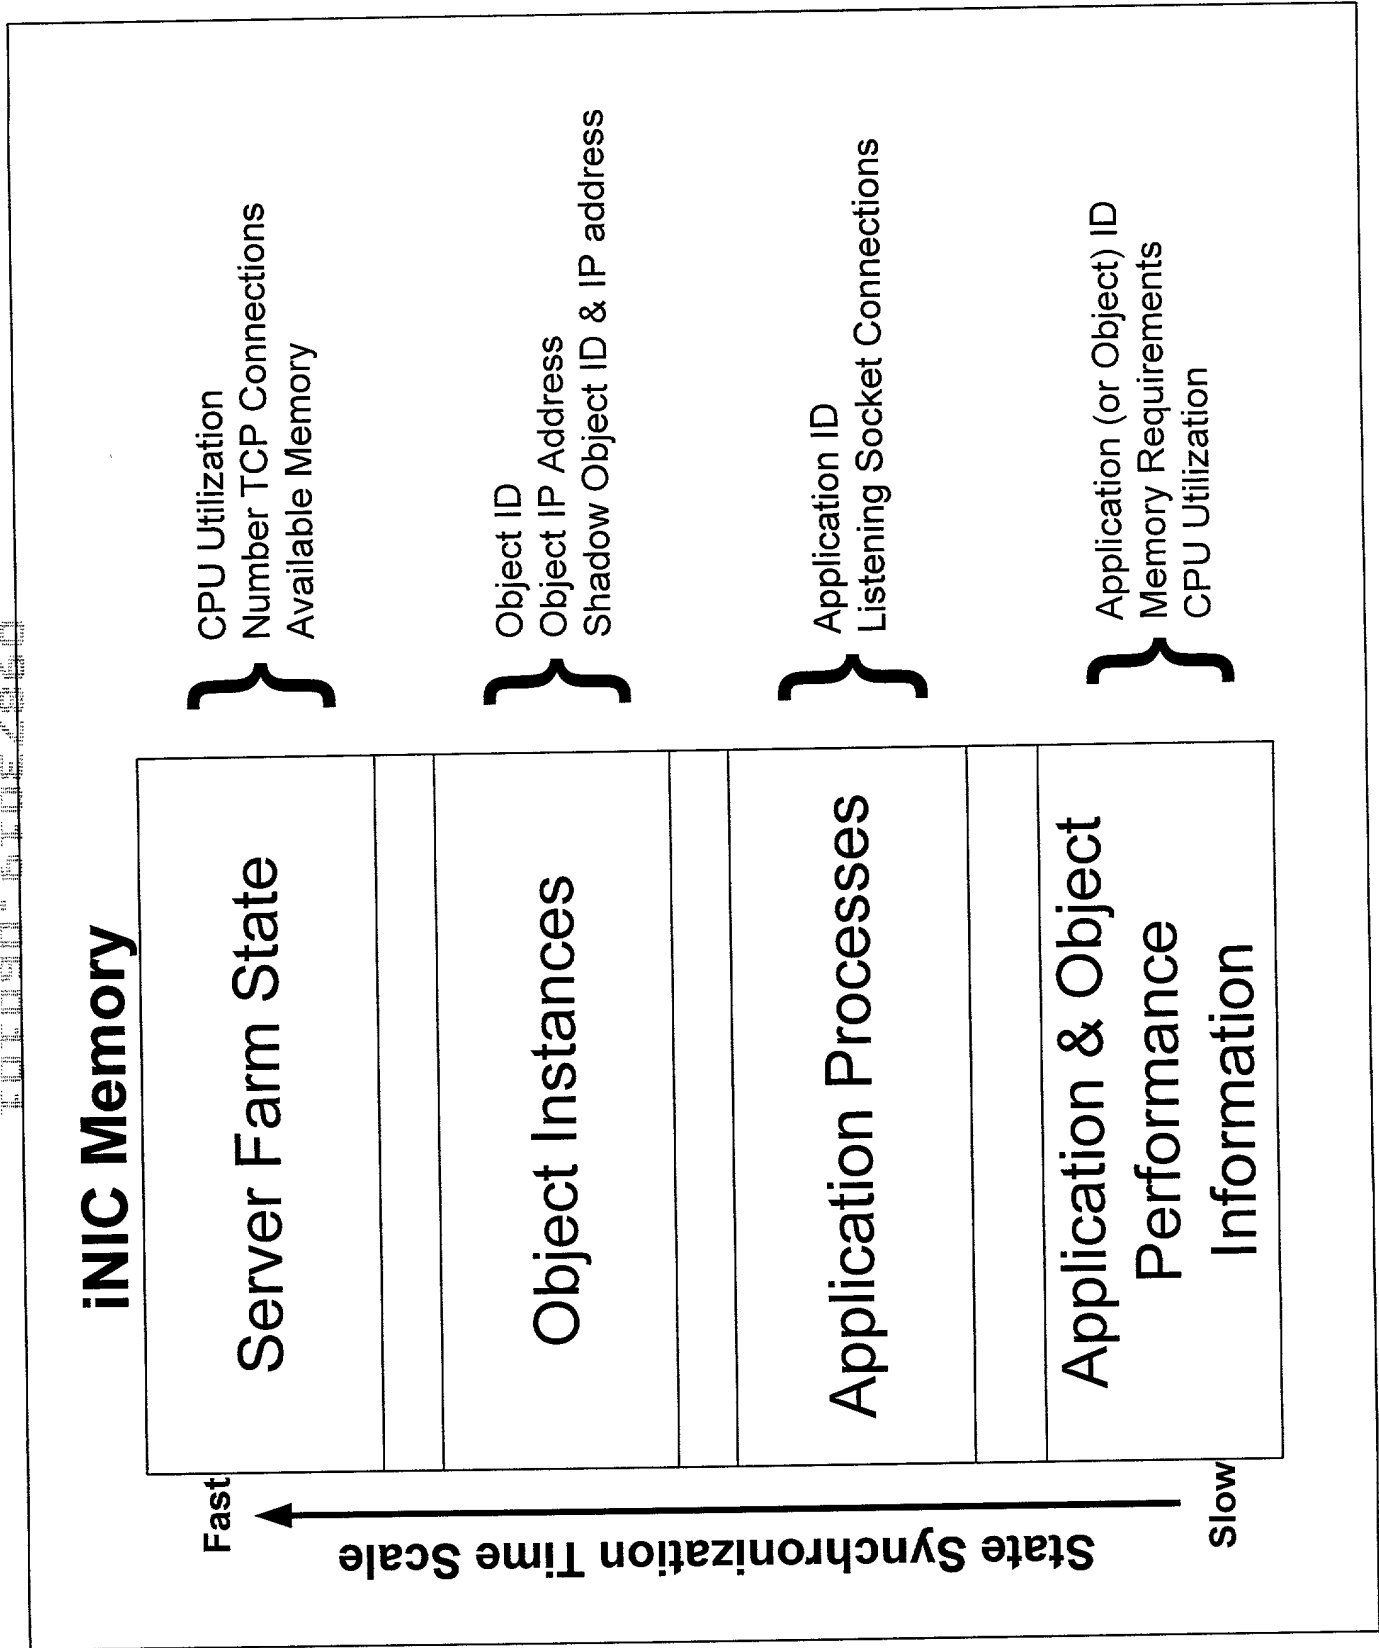 iNIC Memory
Fast
State Synchronization Time Scale
Slow
Server Farm State
CPU Utilization
Number TCP Connections
Available Memory
Object Instances
Object ID
Object IP Address
Shadow Object ID & IP address
Application Processes
Application ID
Listening Socket Connections
Application & Object
Performance
Information
Application (or Object) ID
Memory Requirements
CPU Utilization